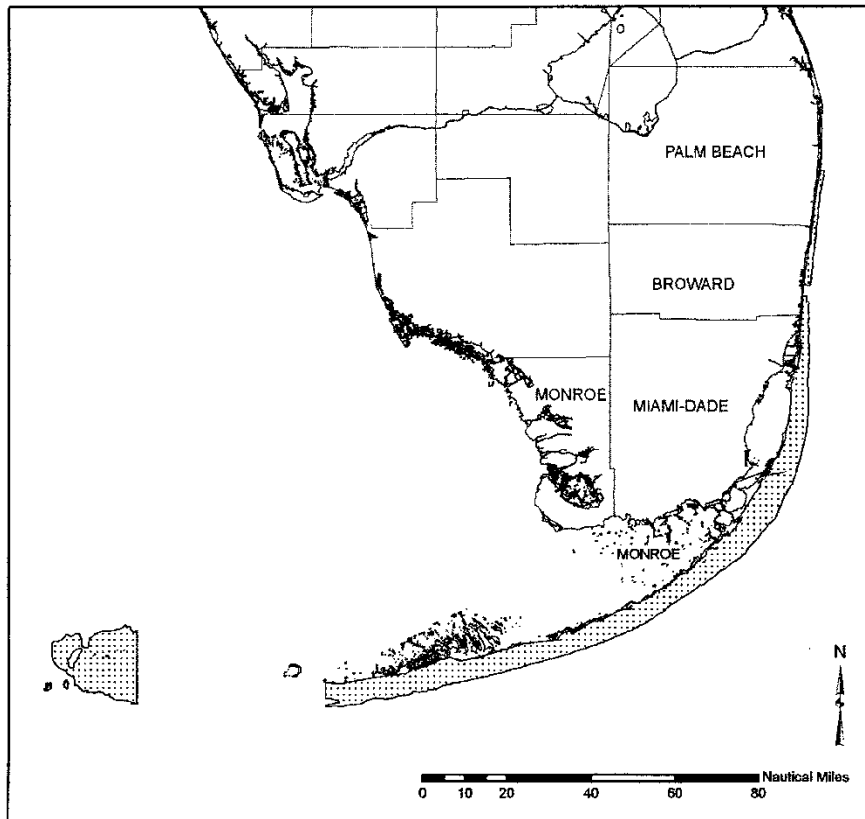 PALM BEACH
BROWARD
MONROE
MIAMI-DADE
MONROE
N
Nautical Miles
0 10 20 40 60 80